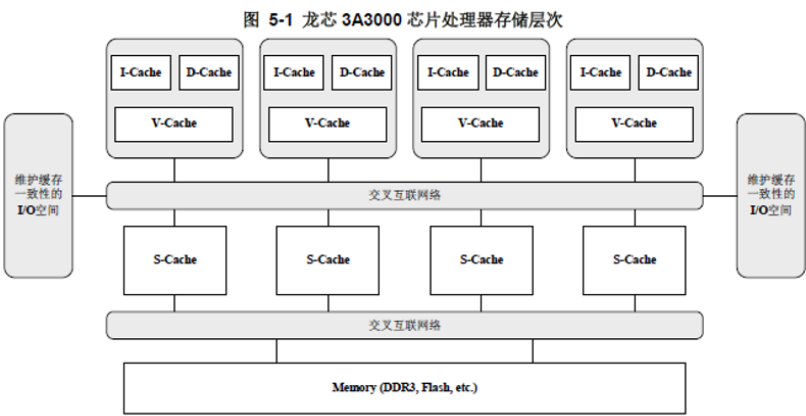 图 5-1 龙芯 3A3000 芯片处理器存储层次
I-Cache D-Cache I-Cache D-Cache I-Cache D-Cache I-Cache D-Cache
V-Cache V-Cache V-Cache V-Cache
维护缓存
一致性的
I/O空间
交叉互联网络
维护缓存
一致性的
I/O空间
S-Cache S-Cache S-Cache S-Cache
交叉互联网络
Memory (DDR3, Flash, etc.)